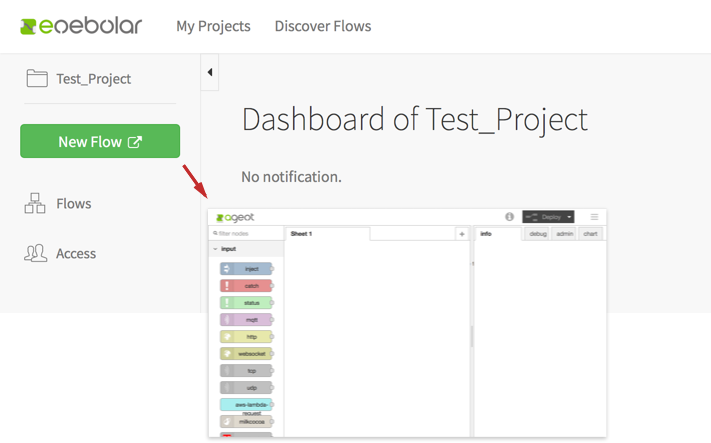 eoebolar
My Projects
Discover Flows
Test_Project
Dashboard of Test_Project
New Flow
No notification.
Flows
Access
ageot
Deploy
filter nodes
Sheet 1
+
info
debug
admin
chart
input
inject
catch
status
mqtt
http
websocket
tcp
udp
aws-lambda-
request
milkcocoa